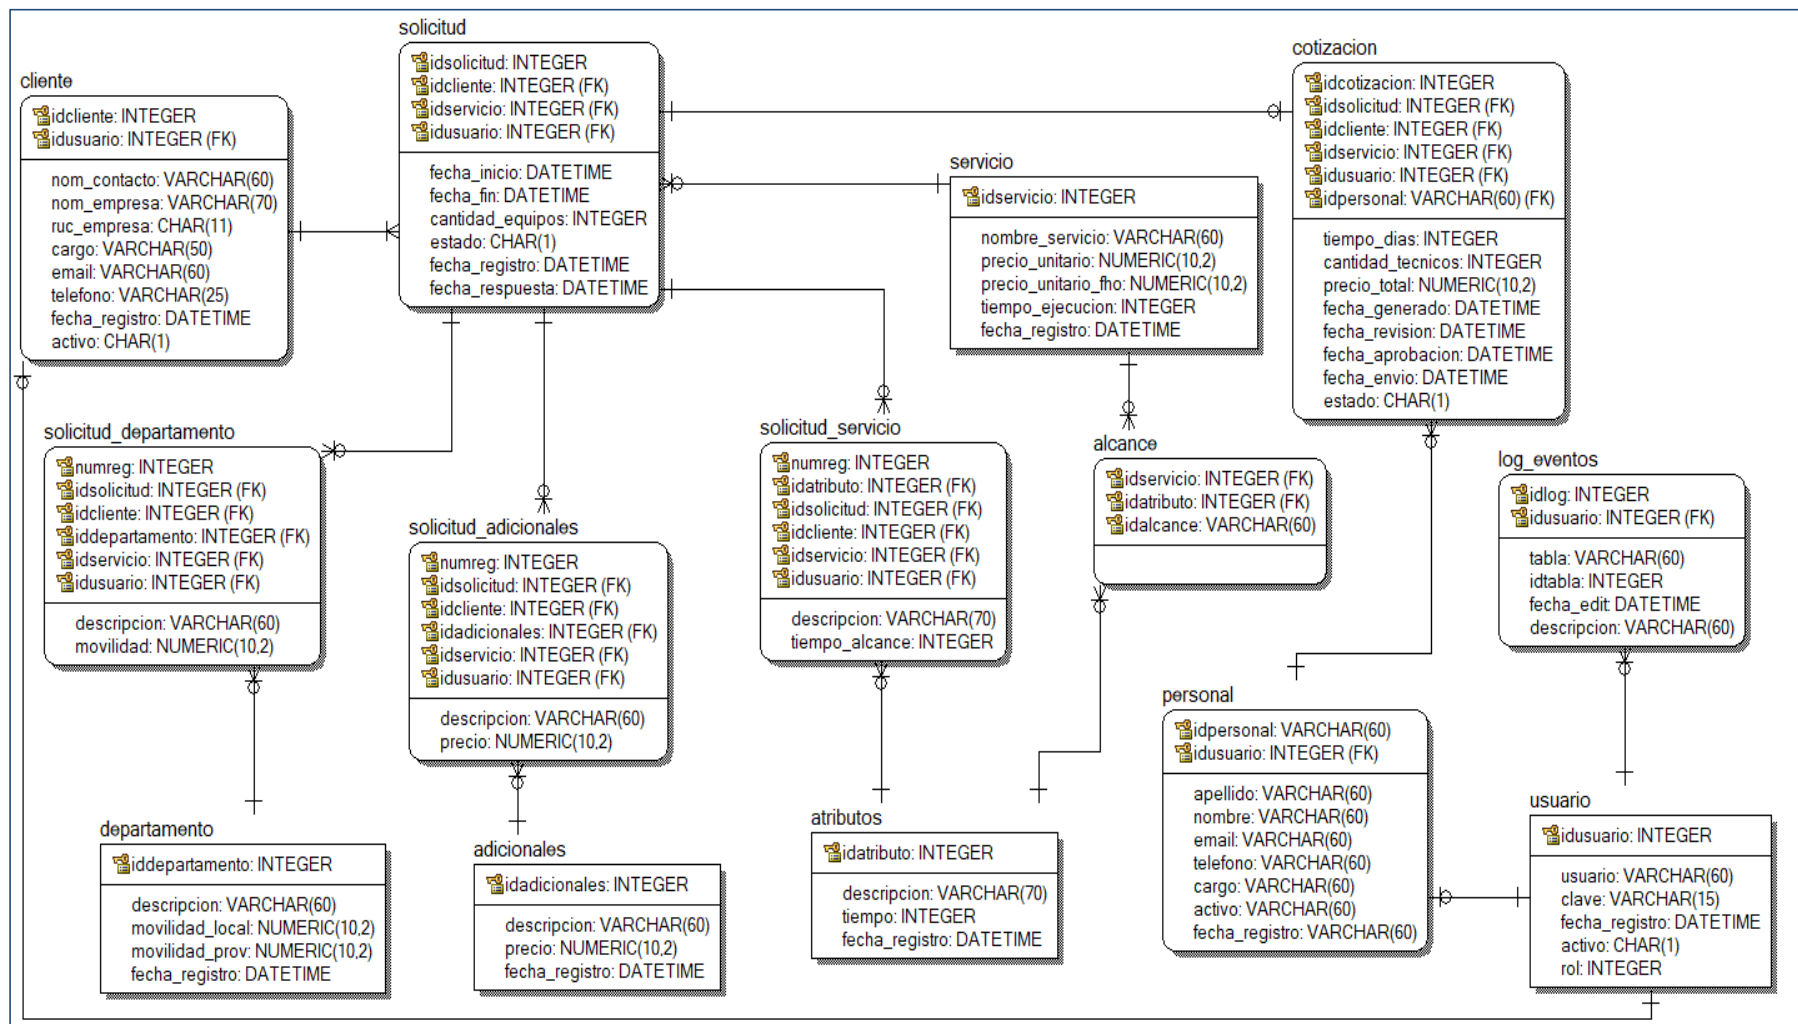 cliente
idcliente: INTEGER
idusuario: INTEGER (FK)
nom_contacto: VARCHAR(60)
nom_empresa: VARCHAR(70)
ruc_empresa: CHAR(11)
cargo: VARCHAR(50)
email: VARCHAR(60)
telefono: VARCHAR(25)
fecha_registro: DATETIME
activo: CHAR(1)
solicitud
idsolicitud: INTEGER
idcliente: INTEGER (FK)
idservicio: INTEGER (FK)
idusuario: INTEGER (FK)
fecha_inicio: DATETIME
fecha_fin: DATETIME
cantidad_equipos: INTEGER
estado: CHAR(1)
fecha_registro: DATETIME
fecha_respuesta: DATETIME
servicio
idservicio: INTEGER
nombre_servicio: VARCHAR(60)
precio_unitario: NUMERIC(10,2)
precio_unitario_fho: NUMERIC(10,2)
tiempo_ejecucion: INTEGER
fecha_registro: DATETIME
cotizacion
idcotizacion: INTEGER
idsolicitud: INTEGER (FK)
idcliente: INTEGER (FK)
idservicio: INTEGER (FK)
idusuario: INTEGER (FK)
idpersonal: VARCHAR(60) (FK)
tiempo_dias: INTEGER
cantidad_tecnicos: INTEGER
precio_total: NUMERIC(10,2)
fecha_generado: DATETIME
fecha_revision: DATETIME
fecha_aprobacion: DATETIME
fecha_envio: DATETIME
estado: CHAR(1)
solicitud_departamento
numreg: INTEGER
idsolicitud: INTEGER (FK)
idcliente: INTEGER (FK)
iddepartamento: INTEGER (FK)
idservicio: INTEGER (FK)
idusuario: INTEGER (FK)
descripcion: VARCHAR(60)
movilidad: NUMERIC(10,2)
solicitud_adicionales
numreg: INTEGER
idsolicitud: INTEGER (FK)
idcliente: INTEGER (FK)
idadicionales: INTEGER (FK)
idservicio: INTEGER (FK)
idusuario: INTEGER (FK)
descripcion: VARCHAR(60)
precio: NUMERIC(10,2)
solicitud_servicio
numreg: INTEGER
idatributo: INTEGER (FK)
idsolicitud: INTEGER (FK)
idcliente: INTEGER (FK)
idservicio: INTEGER (FK)
idusuario: INTEGER (FK)
descripcion: VARCHAR(70)
tiempo_alcance: INTEGER
alcance
idservicio: INTEGER (FK)
idatributo: INTEGER (FK)
idalcance: VARCHAR(60)
log_eventos
idlog: INTEGER
idusuario: INTEGER (FK)
tabla: VARCHAR(60)
idtabla: INTEGER
fecha_edit: DATETIME
descripcion: VARCHAR(60)
departamento
iddepartamento: INTEGER
descripcion: VARCHAR(60)
movilidad_local: NUMERIC(10,2)
movilidad_prov: NUMERIC(10,2)
fecha_registro: DATETIME
adicionales
idadicionales: INTEGER
descripcion: VARCHAR(60)
precio: NUMERIC(10,2)
fecha_registro: DATETIME
atributos
idatributo: INTEGER
descripcion: VARCHAR(70)
tiempo: INTEGER
fecha_registro: DATETIME
personal
idpersonal: VARCHAR(60)
idusuario: INTEGER (FK)
apellido: VARCHAR(60)
nombre: VARCHAR(60)
email: VARCHAR(60)
telefono: VARCHAR(60)
cargo: VARCHAR(60)
activo: VARCHAR(60)
fecha_registro: VARCHAR(60)
usuario
idusuario: INTEGER
usuario: VARCHAR(60)
clave: VARCHAR(15)
fecha_registro: DATETIME
activo: CHAR(1)
rol: INTEGER